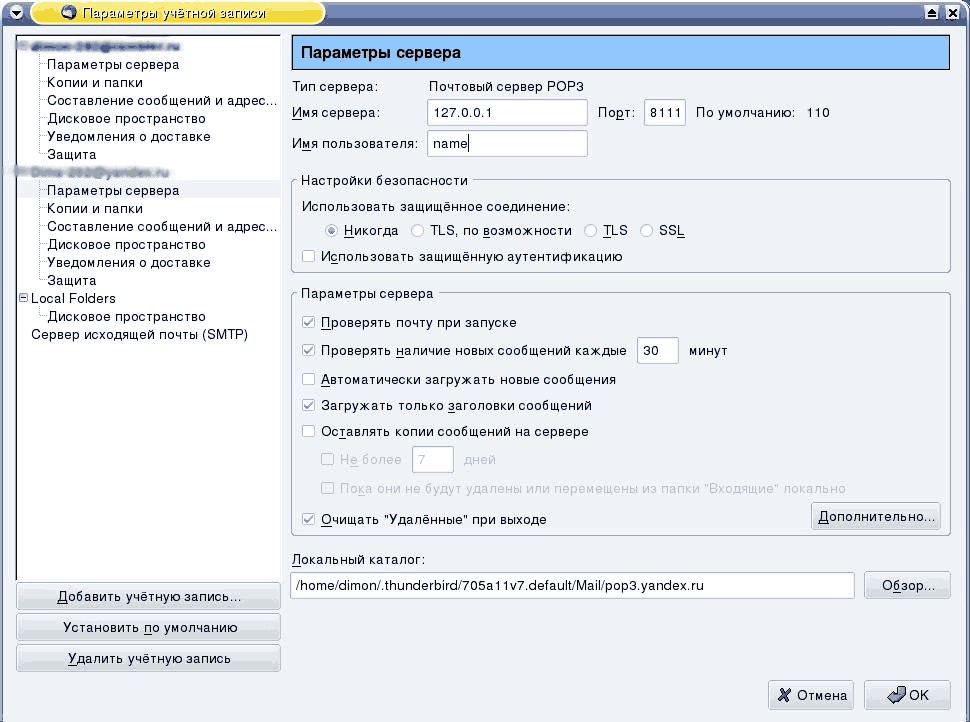 Параметры учётной записи
Параметры сервера
Копии и папки
Составление сообщений и адрес...
Дисковое пространство
Уведомления о доставке
Защита
Параметры сервера
Копии и папки
Составление сообщений и адрес...
Дисковое пространство
Уведомления о доставке
Защита
Local Folders
Дисковое пространство
Сервер исходящей почты (SMTP)
Добавить учётную запись...
Установить по умолчанию
Удалить учётную запись
Параметры сервера
Тип сервера: Почтовый сервер POP3
Имя сервера: 127.0.0.1 Порт: 8111 По умолчанию: 110
Имя пользователя: name
Настройки безопасности
Использовать защищённое соединение:
Никогда TLS, по возможности TLS SSL
Использовать защищённую аутентификацию
Параметры сервера
Проверять почту при запуске
Проверять наличие новых сообщений каждые 30 минут
Автоматически загружать новые сообщения
Загружать только заголовки сообщений
Оставлять копии сообщений на сервере
Не более 7 дней
Пока они не будут удалены или перемещены из папки "Входящие" локально
Очищать "Удалённые" при выходе
Дополнительно...
Локальный каталог:
/home/dimon/.thunderbird/705a11v7.default/Mail/pop3.yandex.ru Обзор...
Отмена OK